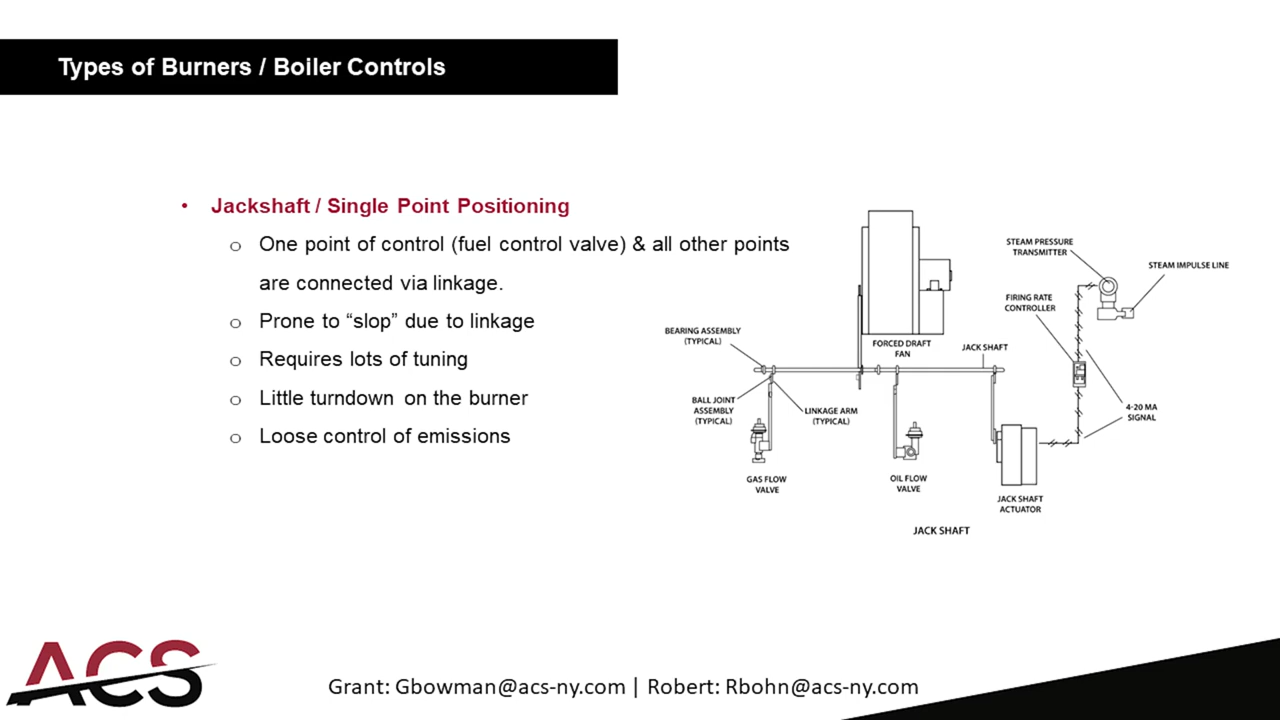 Types of Burners / Boiler Controls
• Jackshaft / Single Point Positioning
o One point of control (fuel control valve) & all other points
are connected via linkage.
o Prone to “slop” due to linkage
o Requires lots of tuning
o Little turndown on the burner
o Loose control of emissions
STEAM PRESSURE
TRANSMITTER
STEAM IMPULSE LINE
FIRING RATE
CONTROLLER
BEARING ASSEMBLY
(TYPICAL)
FORCED DRAFT
FAN
JACK SHAFT
BALL JOINT
ASSEMBLY
(TYPICAL)
LINKAGE ARM
(TYPICAL)
4-20 MA
SIGNAL
GAS FLOW
VALVE
OIL FLOW
VALVE
JACK SHAFT
ACTUATOR
JACK SHAFT
ACS
Grant: Gbowman@acs-ny.com | Robert: Rbohn@acs-ny.com